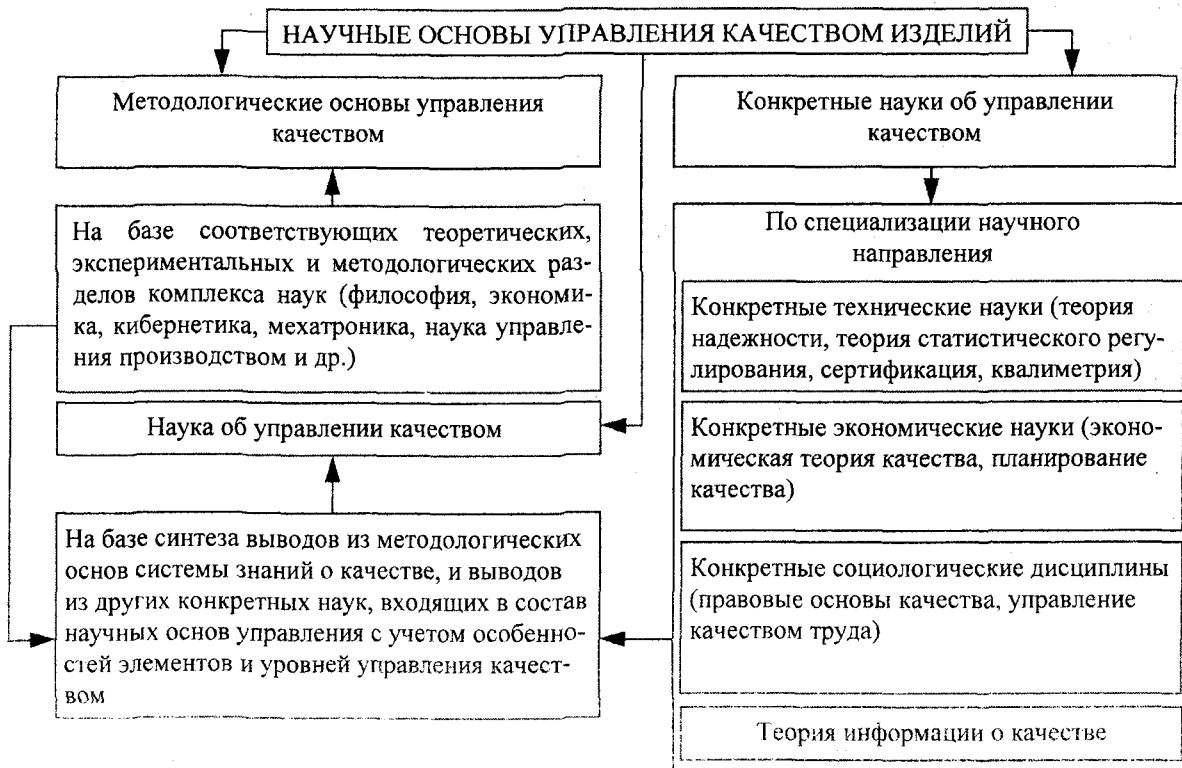 НАУЧНЫЕ ОСНОВЫ УПРАВЛЕНИЯ КАЧЕСТВОМ ИЗДЕЛИЙ
Методологические основы управления
качеством
На базе соответствующих теоретических,
экспериментальных и методологических раз-
делов комплекса наук (философия, экономи-
ка, кибернетика, мехатроника, наука управле-
ния производством и др.)
Наука об управлении качеством
На базе синтеза выводов из методологических
основ системы знаний о качестве, и выводов
из других конкретных наук, входящих в состав
научных основ управления с учетом особенно-
стей элементов и уровней управления качест-
вом
Конкретные науки об управлении
качеством
По специализации научного
направления
Конкретные технические науки (теория
надежности, теория статистического регу-
лирования, сертификация, квалиметрия)
Конкретные экономические науки (эконо-
мическая теория качества, планирование
качества)
Конкретные социологические дисциплины
(правовые основы качества, управление
качеством труда)
Теория информации о качестве